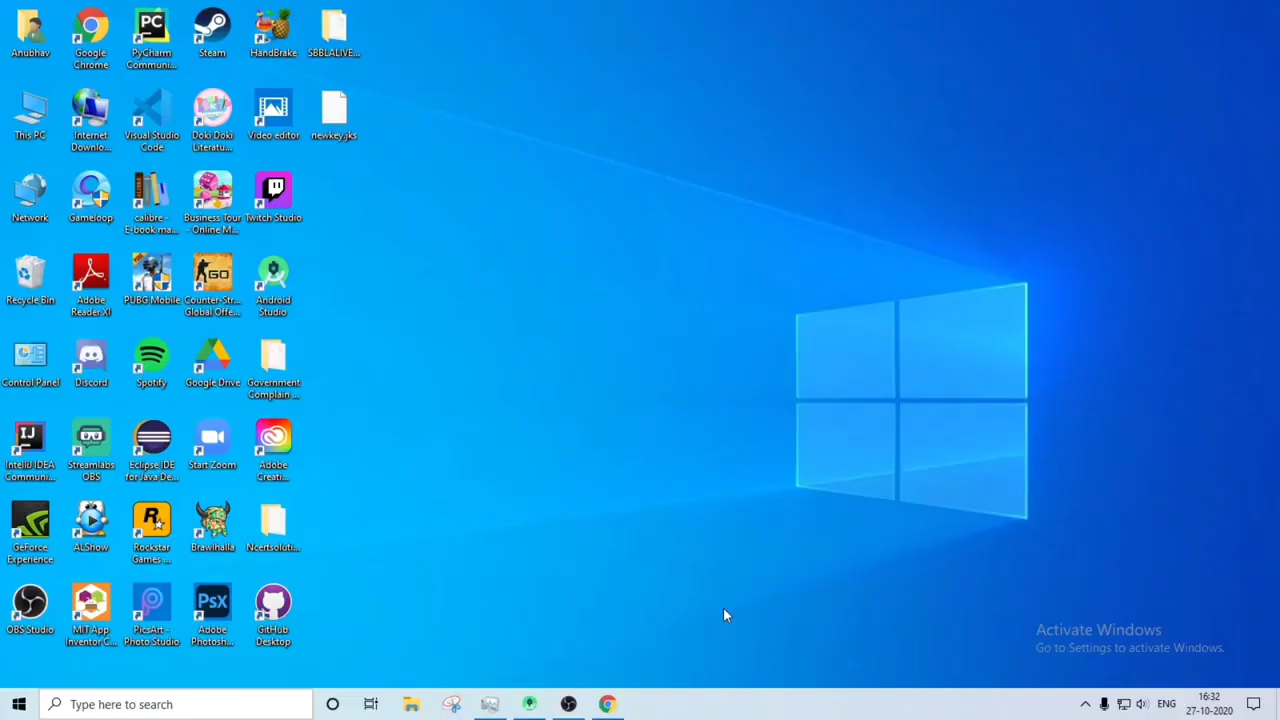 Anubhav
Google
Chrome
PyCharm
Communi...
Steam
HandBrake
SBBLALIVE...
This PC
Internet
Downlo...
Visual Studio
Code
Doki Doki
Literatu...
Video editor
newkey.jks
Network
Gameloop
calibre -
E-book ma...
Business Tour
- Online M...
Twitch Studio
Recycle Bin
Adobe
Reader XI
PUBG Mobile
Counter-Str...
Global Offe...
Android
Studio
Control Panel
Discord
Spotify
Google Drive
Government
Complain ...
IntelliJ IDEA
Communi...
Streamlabs
OBS
Eclipse IDE
for Java De...
Start Zoom
Adobe
Creati...
GeForce
Experience
ALShow
Rockstar
Games ...
Brawlhalla
Ncertsoluti...
OBS Studio
MIT App
Inventor C...
PicsArt -
Photo Studio
Adobe
Photosh...
GitHub
Desktop
PC
GO
IJ
R
PsX
Activate Windows
Go to Settings to activate Windows.
Type here to search
ENG
16:32
27-10-2020